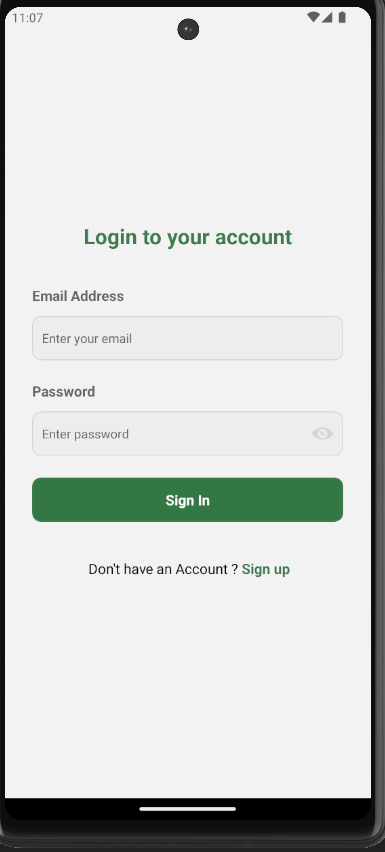 11:07
Login to your account
Email Address
Enter your email
Password
Enter password
Sign In
Don't have an Account ? Sign up